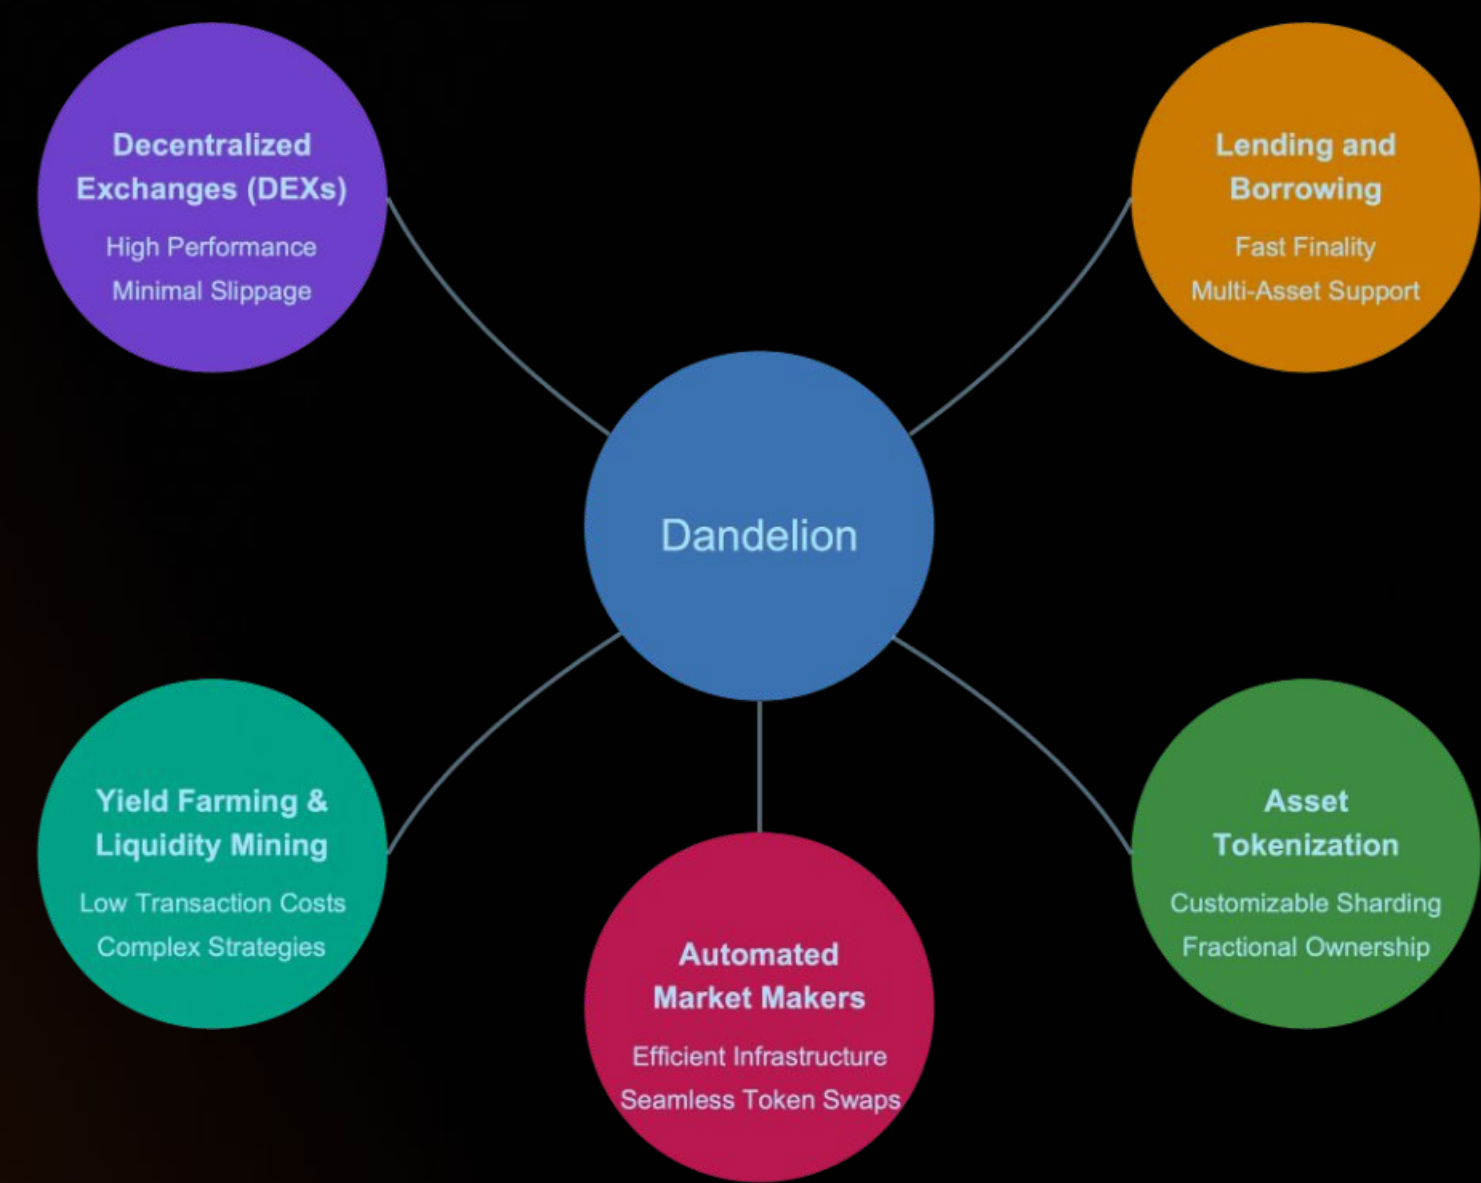 Decentralized
Exchanges (DEXs)
High Performance
Minimal Slippage
Lending and
Borrowing
Fast Finality
Multi-Asset Support
Dandelion
Yield Farming &
Liquidity Mining
Low Transaction Costs
Complex Strategies
Automated
Market Makers
Efficient Infrastructure
Seamless Token Swaps
Asset
Tokenization
Customizable Sharding
Fractional Ownership